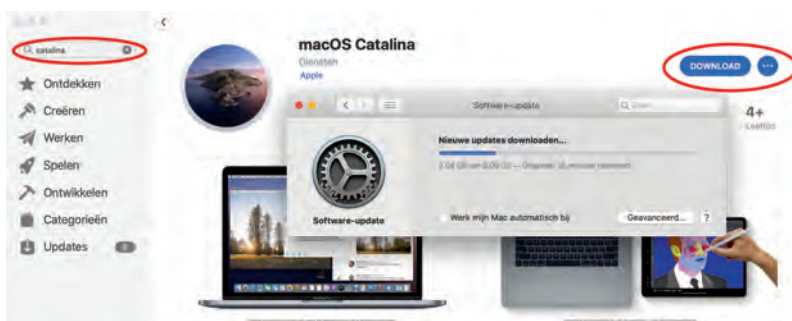 catalina
Ontdekken
Creëren
Werken
Spelen
Ontwikkelen
Categorieën
Updates
macOS Catalina
Diensten
Apple
DOWNLOAD
4+
Leeftijd
Software-update
Nieuwe updates downloaden...
Software-update
Werk mijn Mac automatisch bij
Geavanceerd...
?